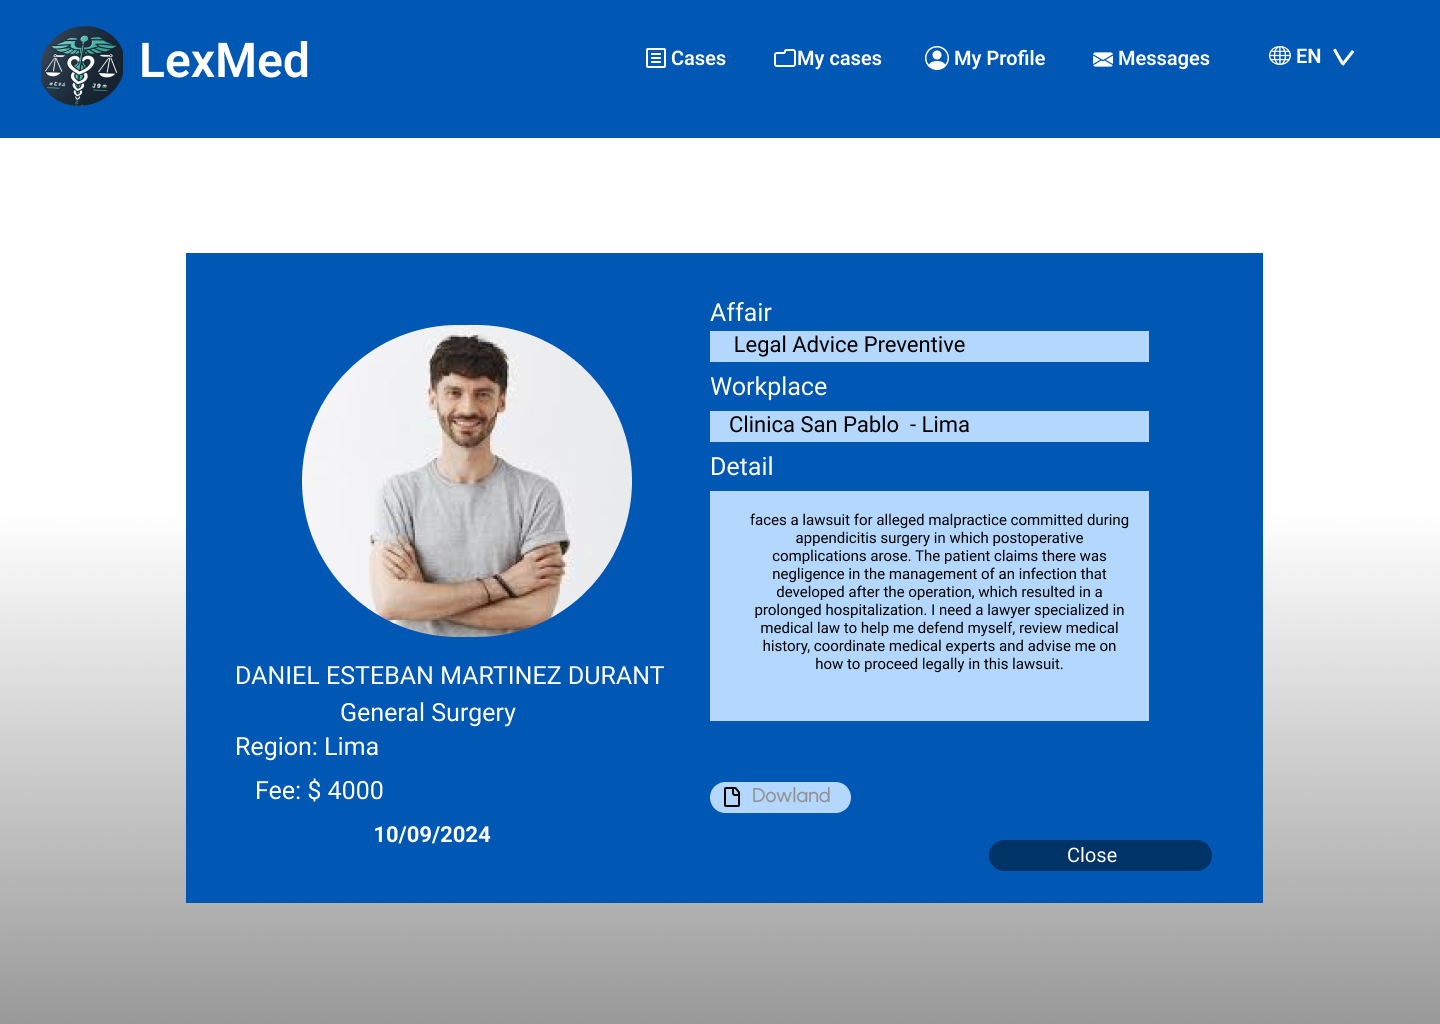 LexMed
Cases
My cases
My Profile
Messages
EN
Affair
Legal Advice Preventive
Workplace
Clinica San Pablo - Lima
Detail
faces a lawsuit for alleged malpractice committed during
appendicitis surgery in which postoperative
complications arose. The patient claims there was
negligence in the management of an infection that
developed after the operation, which resulted in a
prolonged hospitalization. I need a lawyer specialized in
medical law to help me defend myself, review medical
history, coordinate medical experts and advise me on
how to proceed legally in this lawsuit.
DANIEL ESTEBAN MARTINEZ DURANT
General Surgery
Region: Lima
Fee: $ 4000
10/09/2024
Dowland
Close